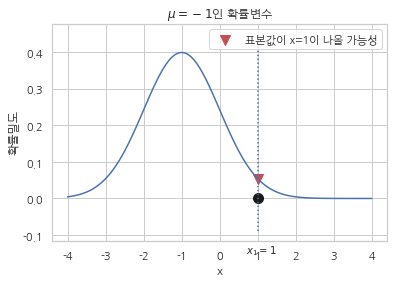 μ = −1인 확률변수
표본값이 x=1이 나올 가능성
확률밀도
0.4
0.3
0.2
0.1
0.0
-0.1
-4 -3 -2 -1 0 1 2 3 4
x₁ = 1
x